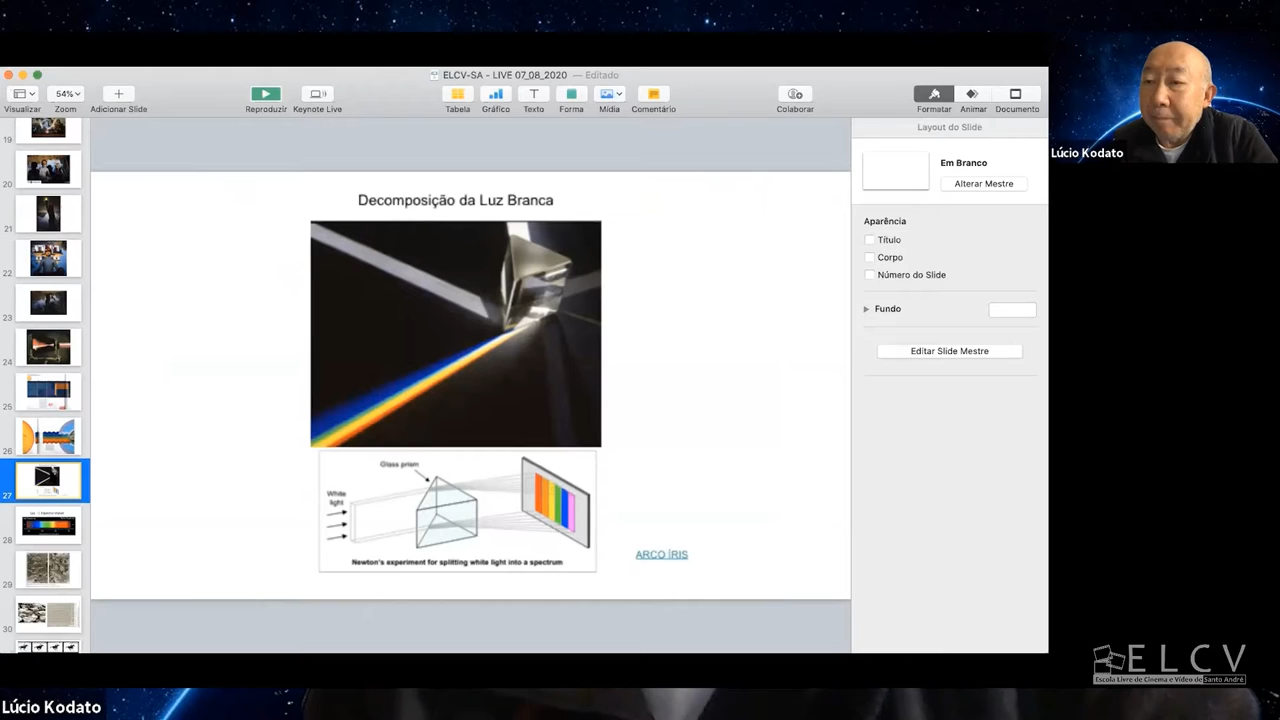 ELCV-SA - LIVE 07_08_2020 — Editado
54%
Visualizar Zoom Adicionar Slide Reproduzir Keynote Live Tabela Gráfico Texto Forma Mídia Comentário Colaborar Formatar Animar Documento
Layout do Slide
Em Branco
Alterar Mestre
Aparência
Título
Corpo
Número do Slide
Fundo
Editar Slide Mestre
19
20
21
22
23
24
25
26
27
28
29
30
Decomposição da Luz Branca
Glass prism
White
light
Newton's experiment for splitting white light into a spectrum
ARCO ÍRIS
Lúcio Kodato
ELCV
Escola Livre de Cinema e Vídeo de Santo André
Lúcio Kodato